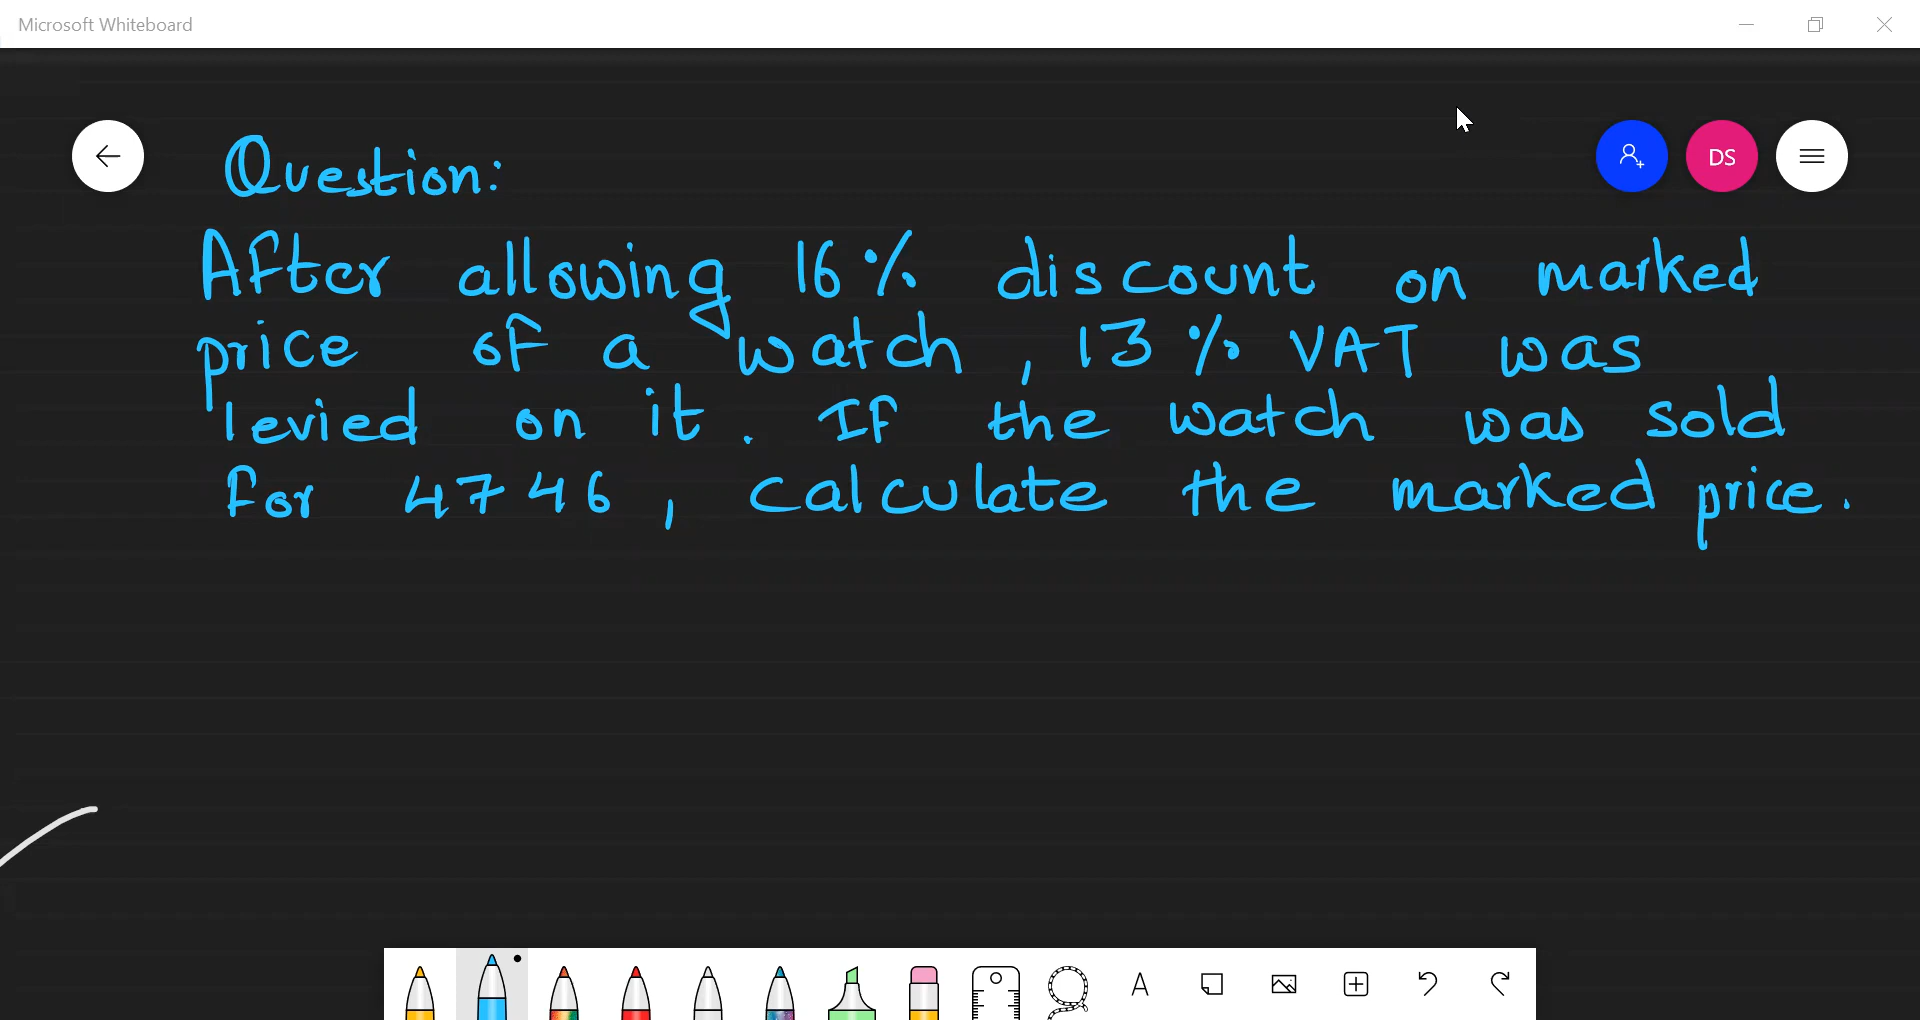 Microsoft Whiteboard
DS
Question:
After allowing 16% discount on marked
price of a watch, 13% VAT was
levied on it. If the watch was sold
for 4746, calculate the marked price.
A